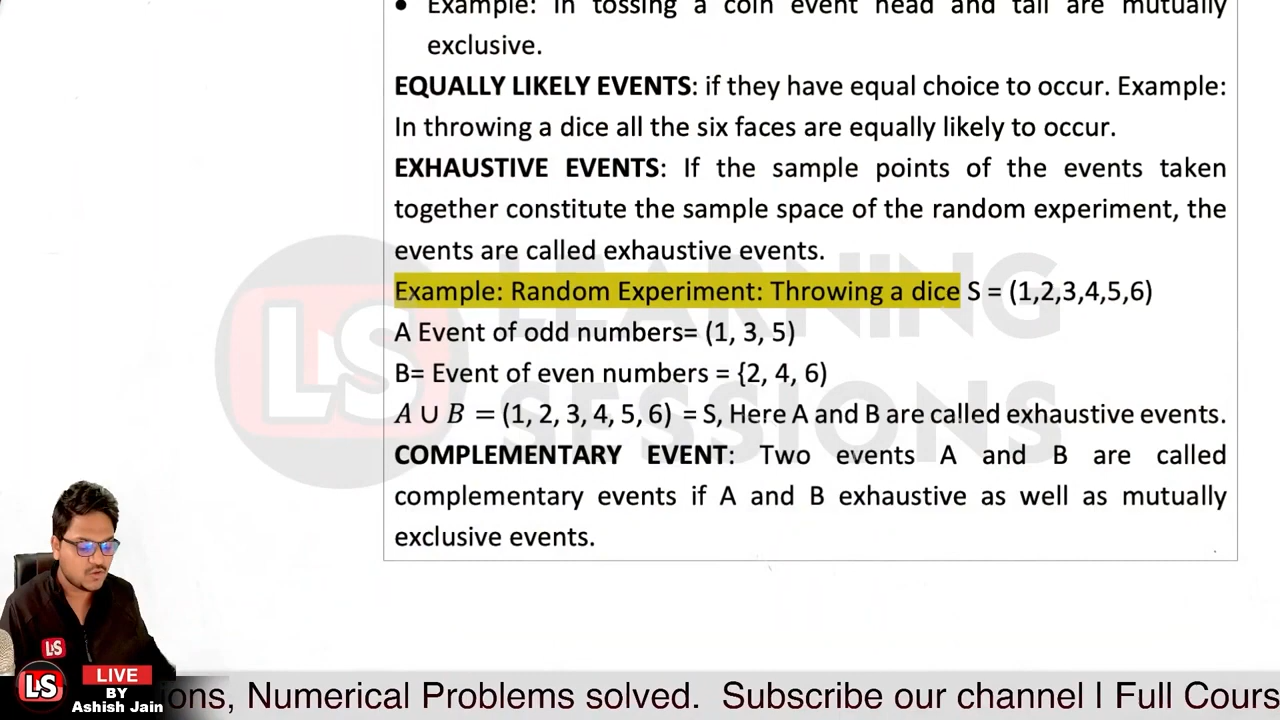 • Example: In tossing a coin event head and tail are mutually
exclusive.
EQUALLY LIKELY EVENTS: if they have equal choice to occur. Example:
In throwing a dice all the six faces are equally likely to occur.
EXHAUSTIVE EVENTS: If the sample points of the events taken
together constitute the sample space of the random experiment, the
events are called exhaustive events.
Example: Random Experiment: Throwing a dice S = (1,2,3,4,5,6)
A Event of odd numbers= (1, 3, 5)
B= Event of even numbers = {2, 4, 6)
A ∪ B = (1, 2, 3, 4, 5, 6) = S, Here A and B are called exhaustive events.
COMPLEMENTARY EVENT: Two events A and B are called
complementary events if A and B exhaustive as well as mutually
exclusive events.
LS LEARNING
SESSIONS
LS
LS
LIVE
BY
Ashish Jain
ions, Numerical Problems solved. Subscribe our channel I Full Cours